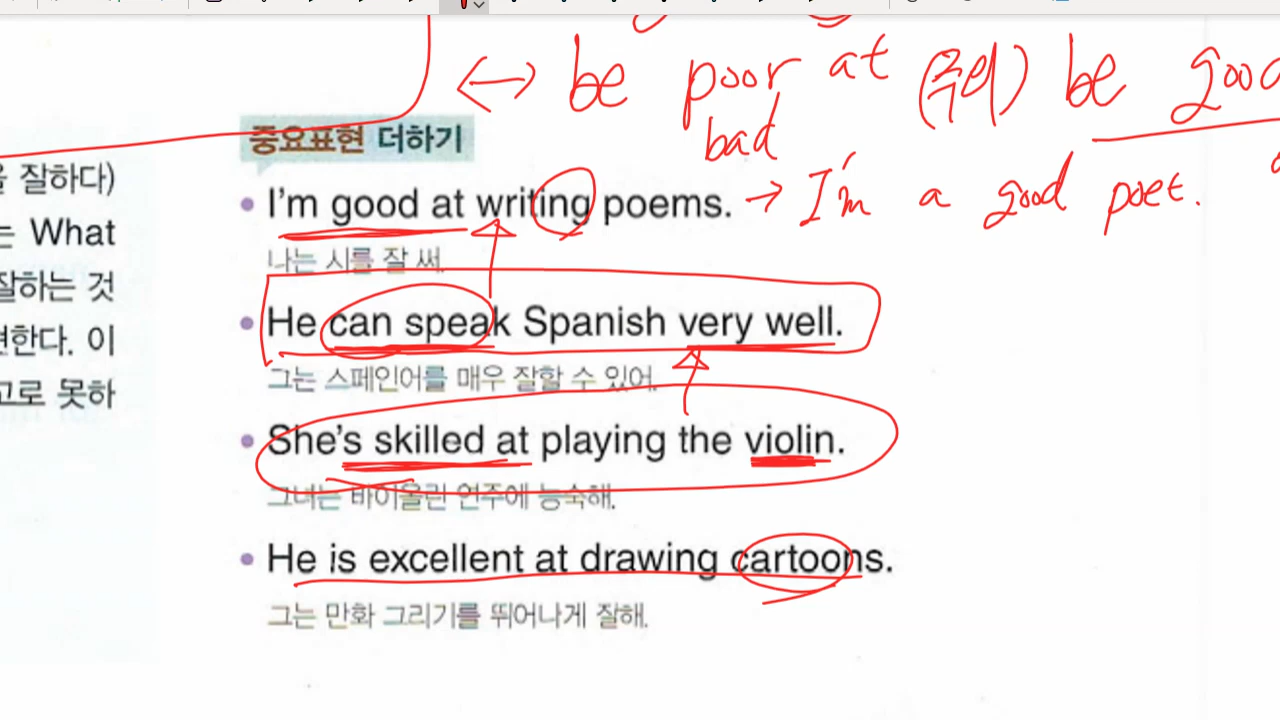 ↔ be poor at (주의) be good
bad
중요표현 더하기
을 잘하다)
• I'm good at writing poems. → I'm a good poet.
는 What
나는 시를 잘 써.
잘하는 것
• He can speak Spanish very well.
현한다. 이
그는 스페인어를 매우 잘할 수 있어.
고로 못하
• She's skilled at playing the violin.
그녀는 바이올린 연주에 능숙해.
• He is excellent at drawing cartoons.
그는 만화 그리기를 뛰어나게 잘해.